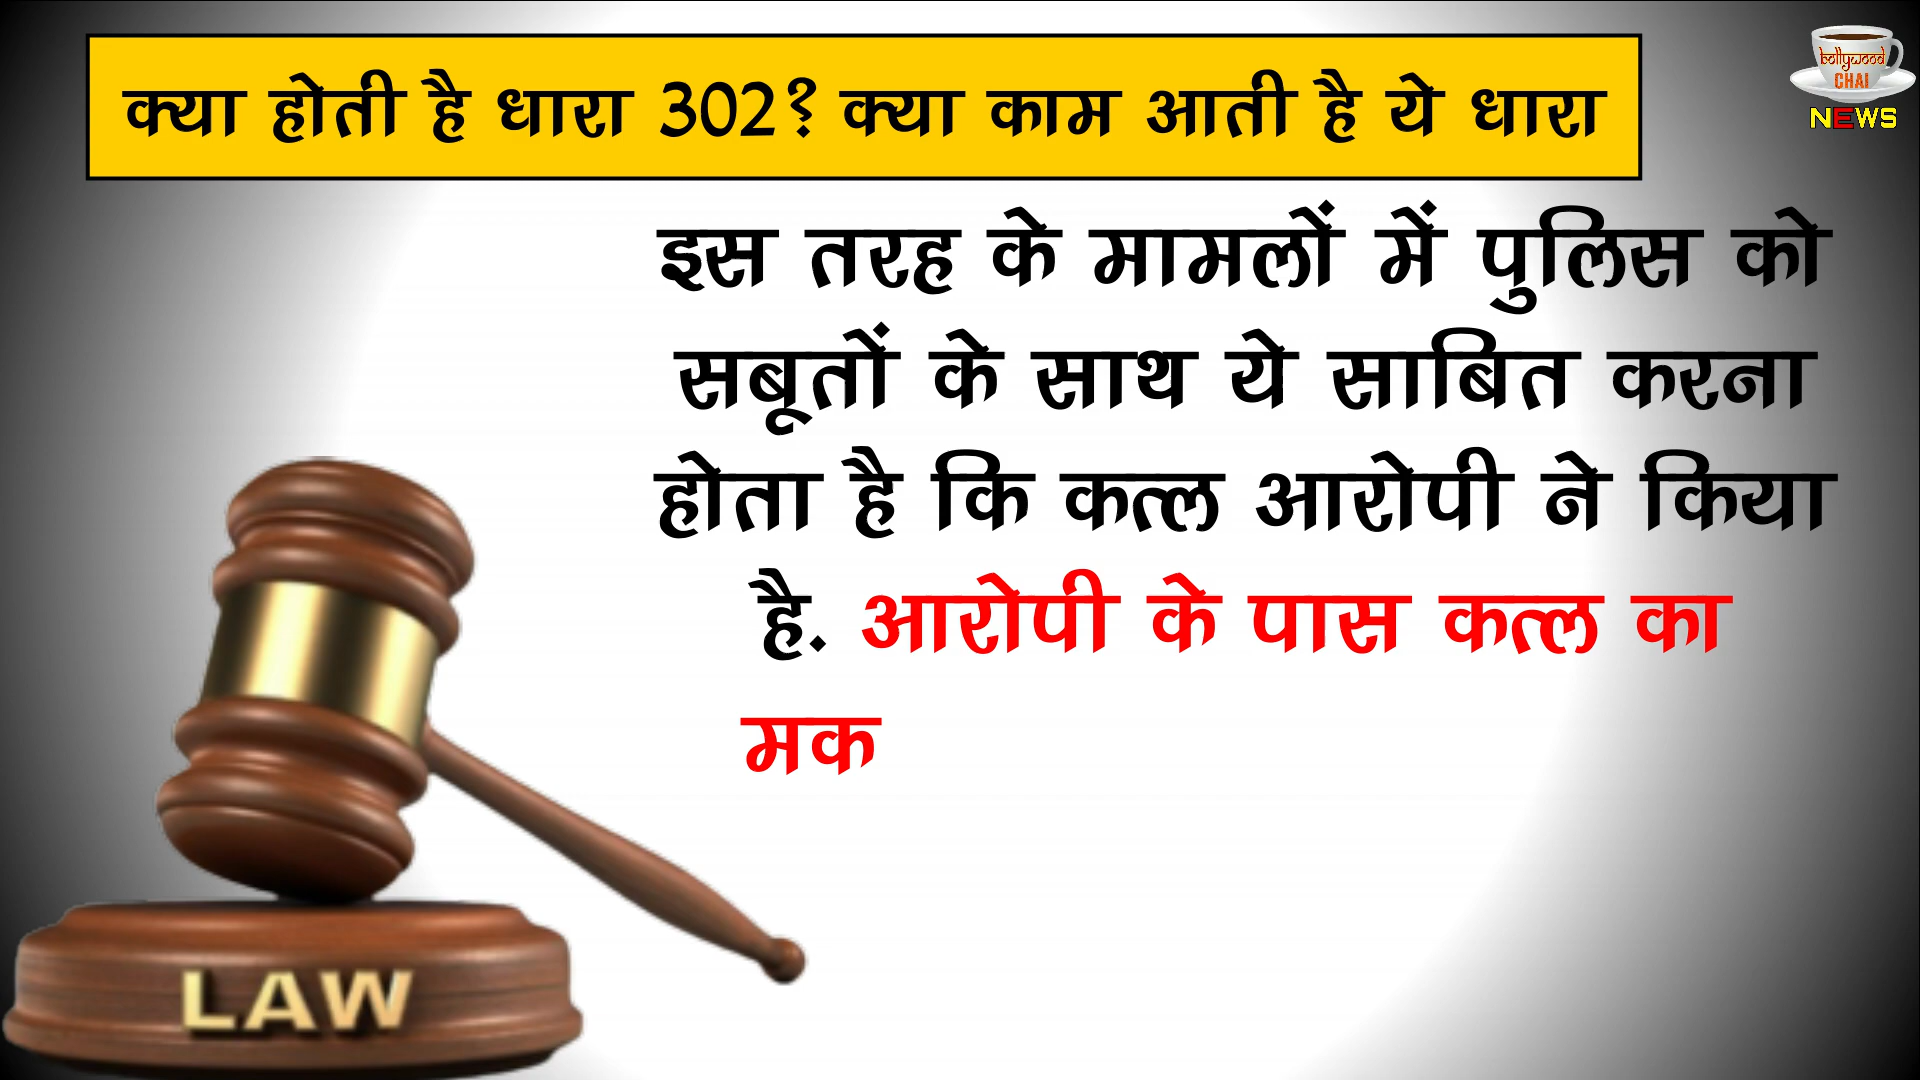 क्या होती है धारा 302? क्या काम आती है ये धारा
bollywood
CHAI
NEWS
इस तरह के मामलों में पुलिस को
सबूतों के साथ ये साबित करना
होता है कि कत्ल आरोपी ने किया
है. आरोपी के पास कत्ल का
मक
LAW